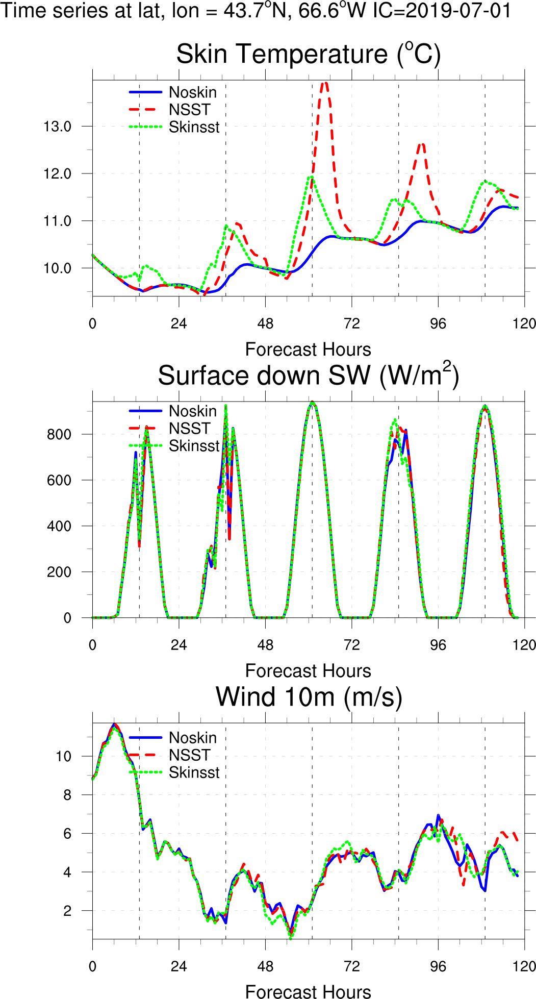 Time series at lat, lon = 43.7°N, 66.6°W IC=2019-07-01
Skin Temperature (°C)
Noskin
NSST
Skinsst
13.0
12.0
11.0
10.0
0 24 48 72 96 120
Forecast Hours
Surface down SW (W/m²)
Noskin
NSST
Skinsst
800
600
400
200
0
0 24 48 72 96 120
Forecast Hours
Wind 10m (m/s)
Noskin
NSST
Skinsst
10
8
6
4
2
0 24 48 72 96 120
Forecast Hours